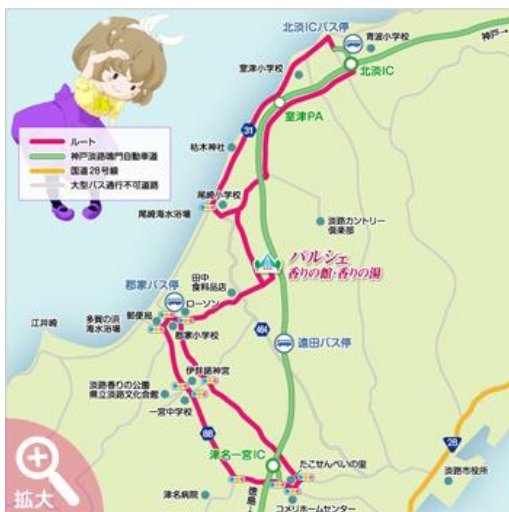 北淡ICバス停
青波小学校
神戸→
北淡IC
室津小学校
室津PA
31
枯木神社
ルート
神戸淡路鳴門自動車道
国道28号線
大型バス通行不可道路
尾崎小学校
尾崎海水浴場
淡路カントリー
倶楽部
パルシェ
香りの館・香りの湯
田中
食料品店
郡家バス停
ローソン
郵便局
多賀の浜
海水浴場
江井崎
郡家小学校
464
遠田バス停
伊弉諾神宮
淡路香りの公園
県立淡路文化会館
一宮中学校
88
津名一宮IC
28
たこせんべいの里
淡路市役所
津名病院
徳島
コメリホームセンター
拡大